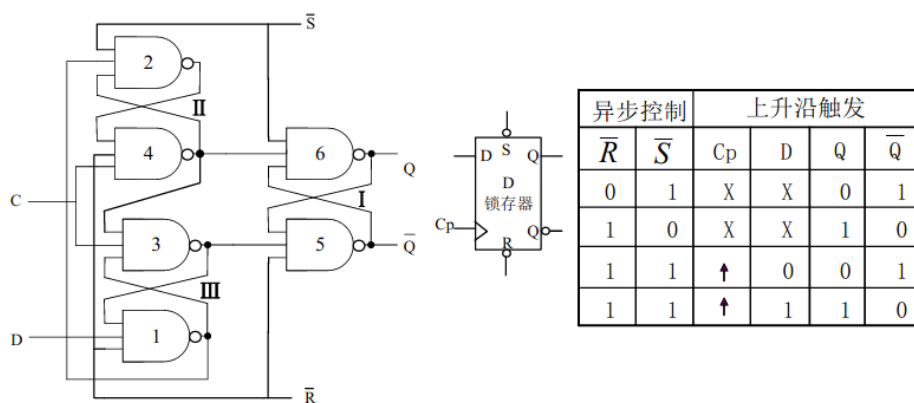 S̅
2
II
4
6
Q
C
I
3
5
Q̅
III
D
1
R̅
S
D Q
D
锁存器
Cp
Q
R
异步控制 上升沿触发
R̅ S̅ Cp D Q Q̅
0 1 X X 0 1
1 0 X X 1 0
1 1 ↑ 0 0 1
1 1 ↑ 1 1 0